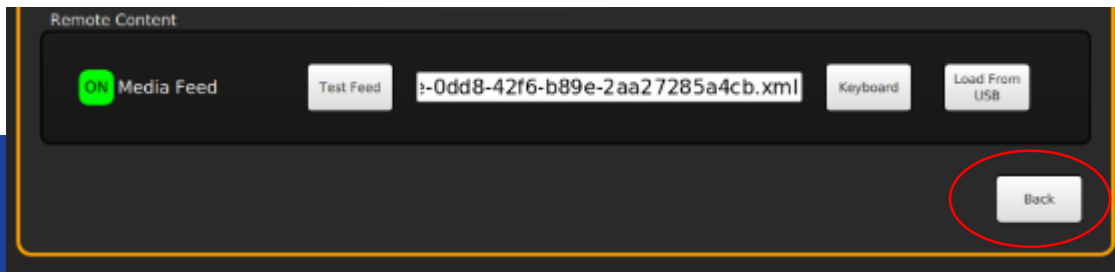 Remote Content
ON Media Feed
Test Feed
e-0dd8-42f6-b89e-2aa27285a4cb.xml
Keyboard
Load From
USB
Back